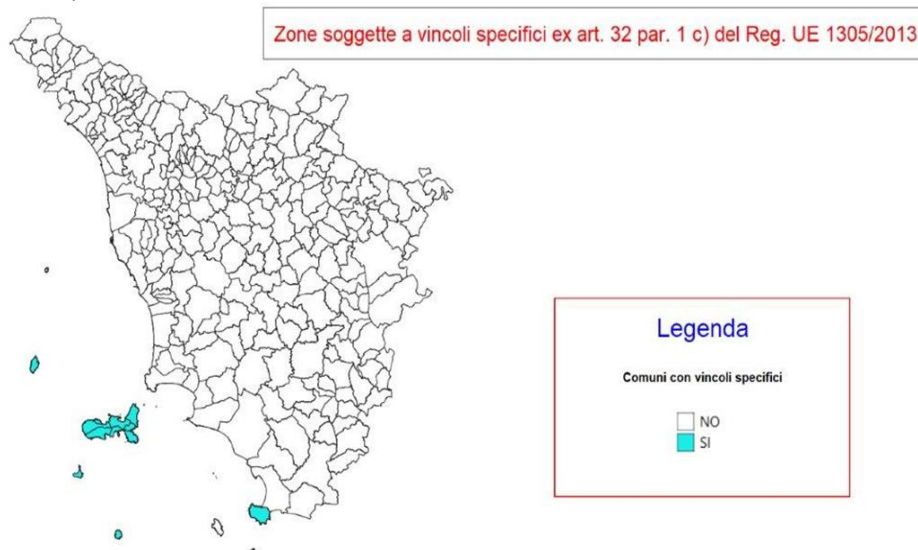 Zone soggette a vincoli specifici ex art. 32 par. 1 c) del Reg. UE 1305/2013
Legenda
Comuni con vincoli specifici
NO
SI